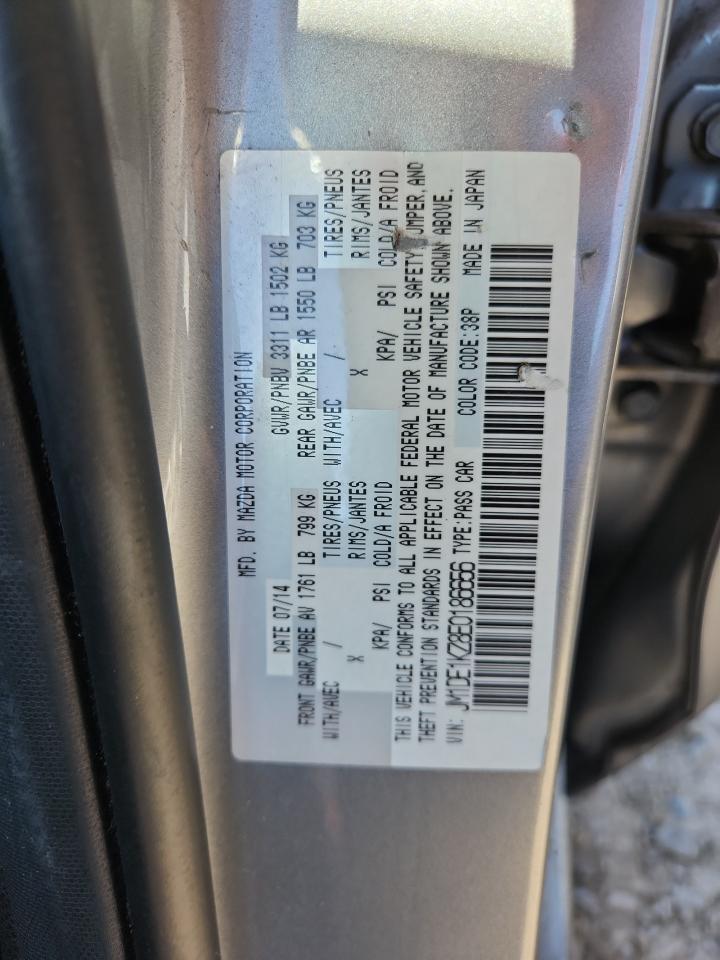 MFD. BY MAZDA MOTOR CORPORATION
DATE 07/14 GVWR/PNBV 3311 LB 1502 KG
FRONT GAWR/PNBE AV 1761 LB 799 KG REAR GAWR/PNBE AR 1550 LB 703 KG
WITH/AVEC / TIRES/PNEUS WITH/AVEC / TIRES/PNEUS
X RIMS/JANTES X RIMS/JANTES
KPA/ PSI COLD/A FROID KPA/ PSI COLD/A FROID
THIS VEHICLE CONFORMS TO ALL APPLICABLE FEDERAL MOTOR VEHICLE SAFETY, BUMPER, AND
THEFT PREVENTION STANDARDS IN EFFECT ON THE DATE OF MANUFACTURE SHOWN ABOVE.
VIN: JM1DE1KZ8E0186656 TYPE:PASS CAR COLOR CODE:38P MADE IN JAPAN